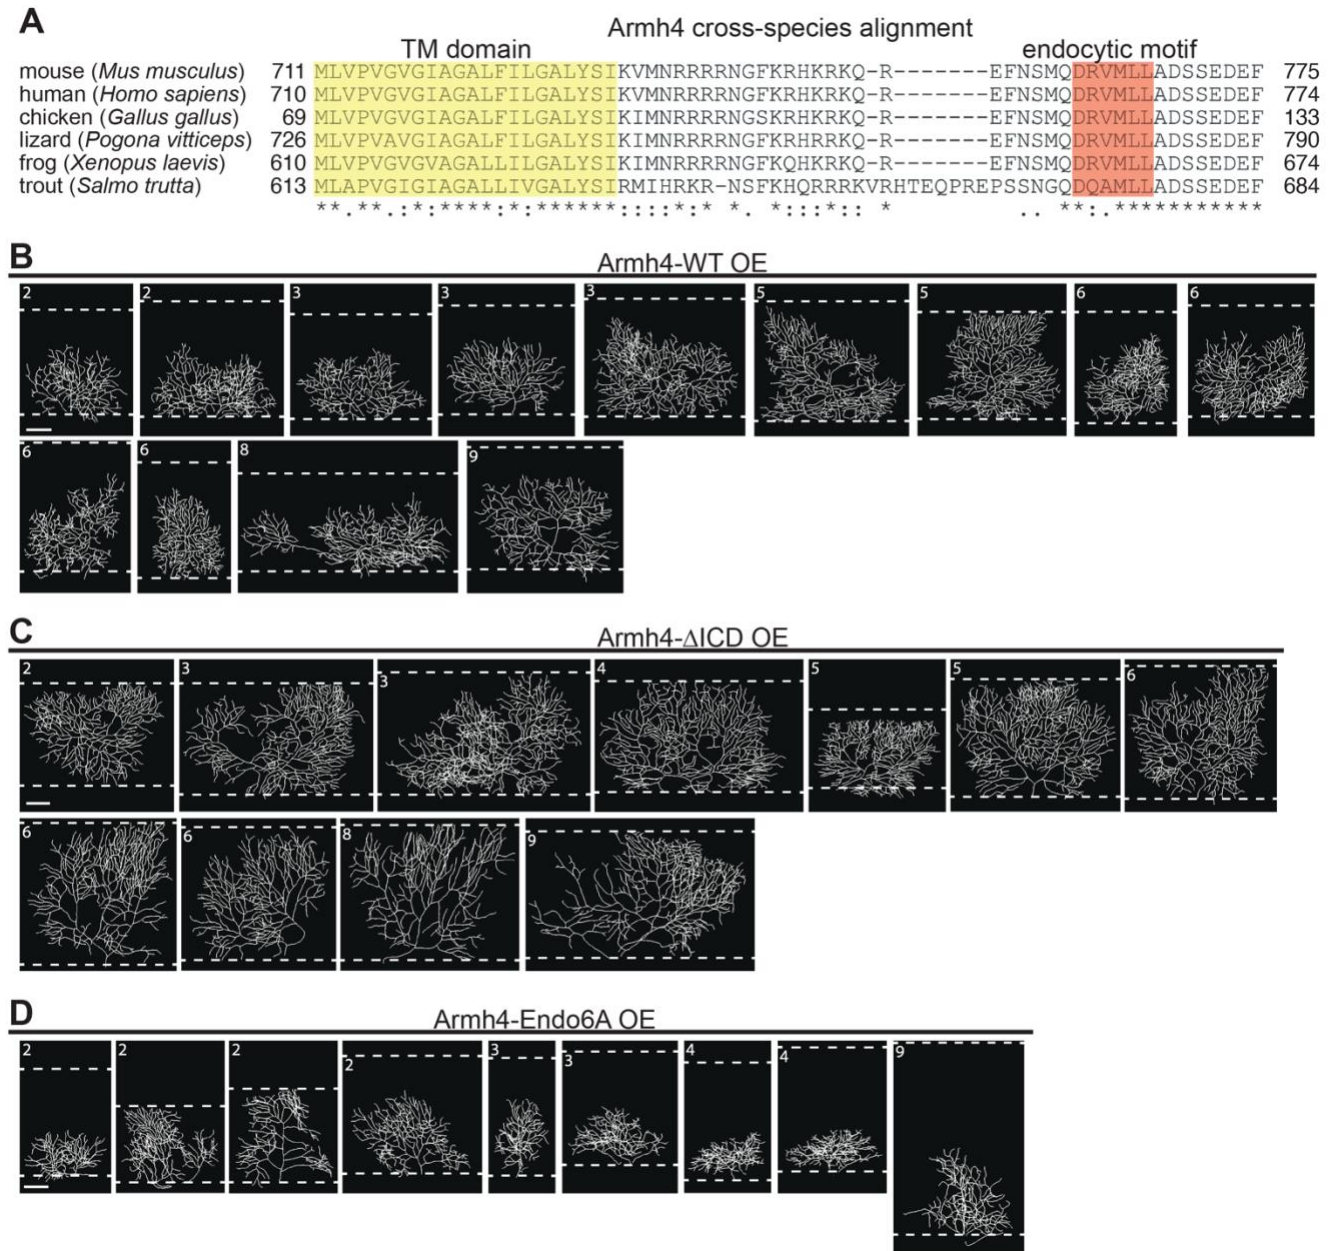 A
Armh4 cross-species alignment
TM domain endocytic motif
mouse (Mus musculus) 711 MLVPVGVGIAGALFILGALYSIKVMNRRRRNGFKRHKRKQ-R-------EFNSMQDRVMLLADSSEDEF 775
human (Homo sapiens) 710 MLVPVGVGIAGALFILGALYSIKVMNRRRRNGFKRHKRKQ-R-------EFNSMQDRVMLLADSSEDEF 774
chicken (Gallus gallus) 69 MLVPVGVGIAGALFILGALYSIKIMNRRRRNGSKRHKRKQ-R-------EFNSMQDRVMLLADSSEDEF 133
lizard (Pogona vitticeps) 726 MLVPVAVGIAGALFILGALYSIKIMNRRRRNGFKRHKRKQ-R-------EFNSMQDRVMLLADSSEDEF 790
frog (Xenopus laevis) 610 MLVPVGVGVAGALLILGALYSIKIMNRRRRNGFKQHKRKQ-R-------EFNSMQDRVMLLADSSEDEF 674
trout (Salmo trutta) 613 MLAPVGIGIAGALLIVGALYSIRMIHRKR-NSFKHQRRRKVRHTEQPREPSSNGQDQAMLLADSSEDEF 684
**.**.:*:****:*:******::::*:* *. *:::*:: * .. **:.************
B
Armh4-WT OE
2 2 3 3 3 5 5 6 6
6 6 8 9
C
Armh4-ΔICD OE
2 3 3 4 5 5 6
6 6 8 9
D
Armh4-Endo6A OE
2 2 2 2 3 3 4 4 9